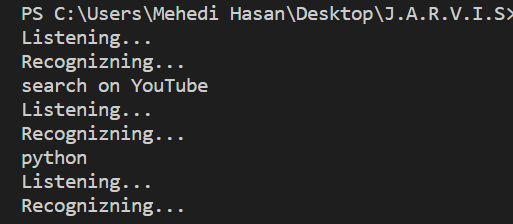 PS C:\Users\Mehedi Hasan\Desktop\J.A.R.V.I.S>
Listening...
Recognizning...
search on YouTube
Listening...
Recognizning...
python
Listening...
Recognizning...